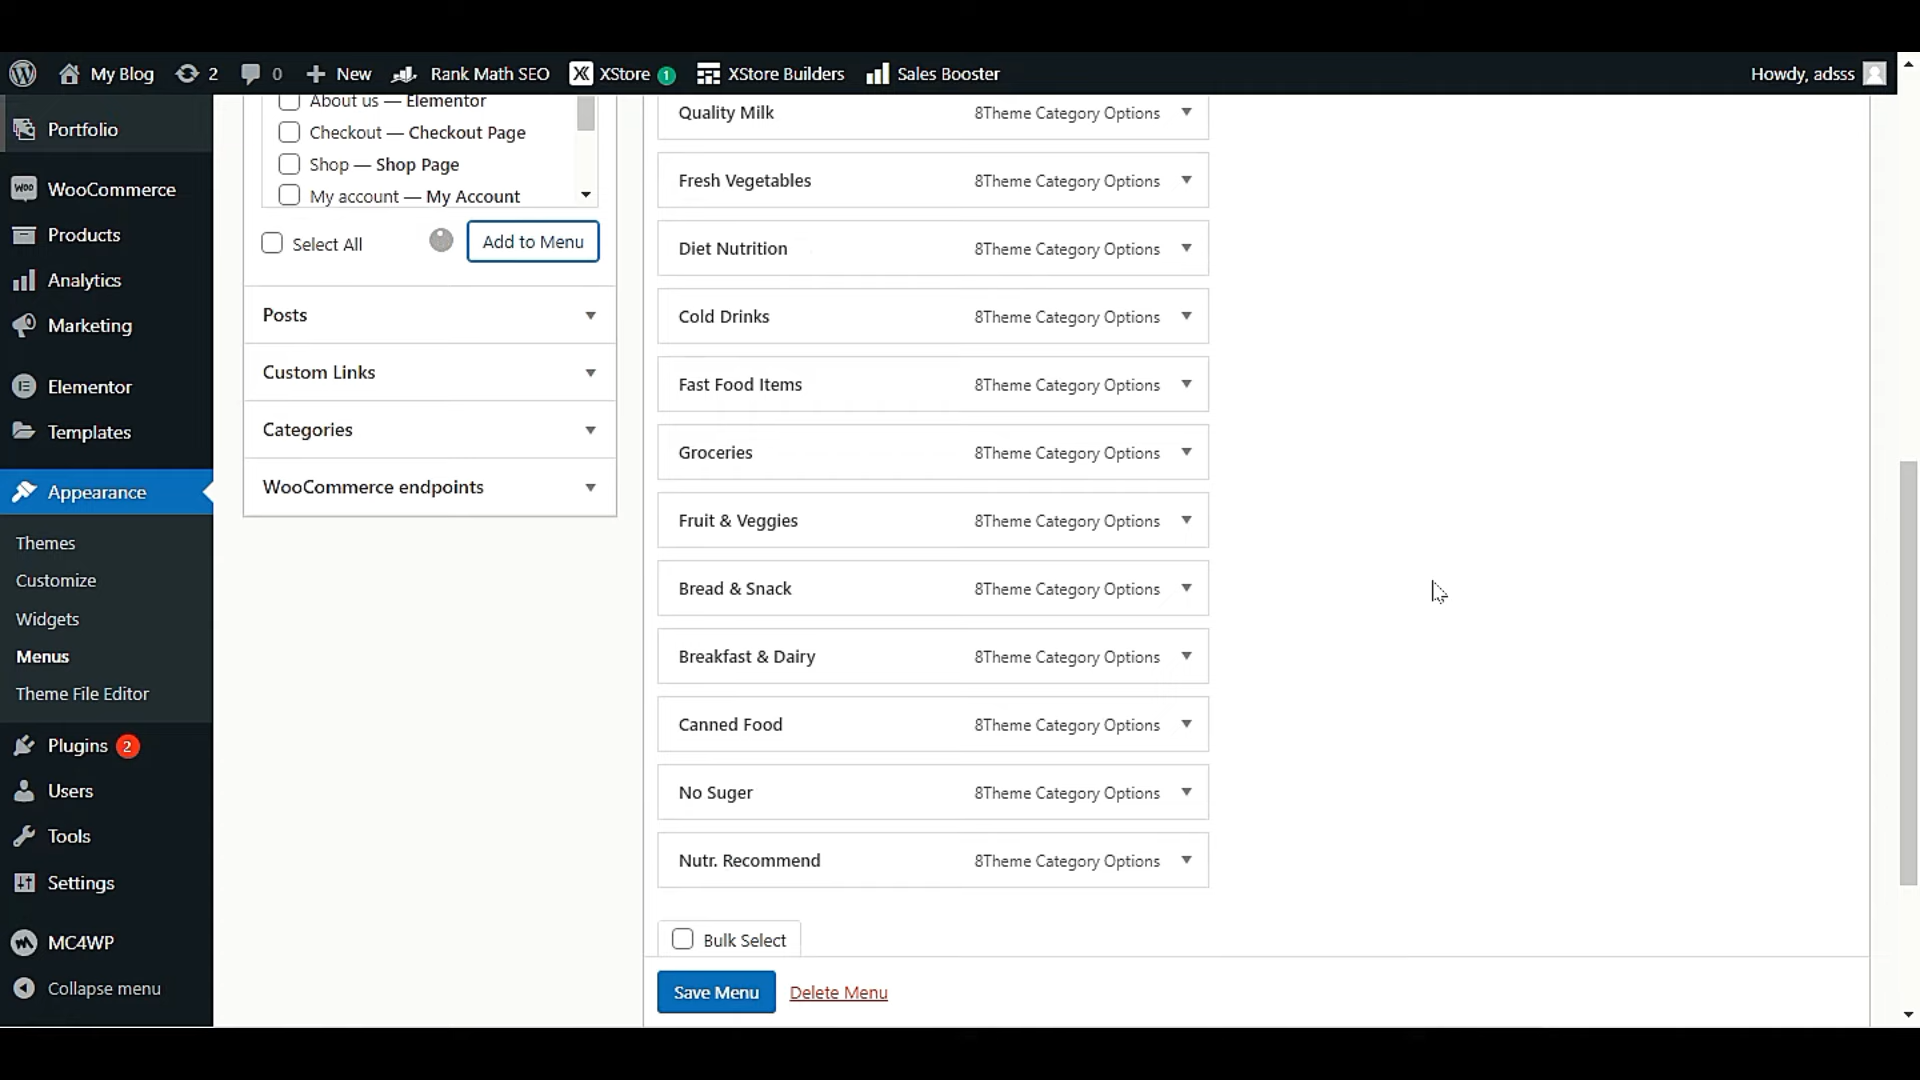 My Blog 2 0 New Rank Math SEO XStore 1 XStore Builders Sales Booster Howdy, adsss
Portfolio
WooCommerce
Products
Analytics
Marketing
Elementor
Templates
Appearance
Themes
Customize
Widgets
Menus
Theme File Editor
Plugins 2
Users
Tools
Settings
MC4WP
Collapse menu
About us — Elementor
Checkout — Checkout Page
Shop — Shop Page
My account — My Account
Select All Add to Menu
Posts
Custom Links
Categories
WooCommerce endpoints
Quality Milk 8Theme Category Options
Fresh Vegetables 8Theme Category Options
Diet Nutrition 8Theme Category Options
Cold Drinks 8Theme Category Options
Fast Food Items 8Theme Category Options
Groceries 8Theme Category Options
Fruit & Veggies 8Theme Category Options
Bread & Snack 8Theme Category Options
Breakfast & Dairy 8Theme Category Options
Canned Food 8Theme Category Options
No Suger 8Theme Category Options
Nutr. Recommend 8Theme Category Options
Bulk Select
Save Menu Delete Menu